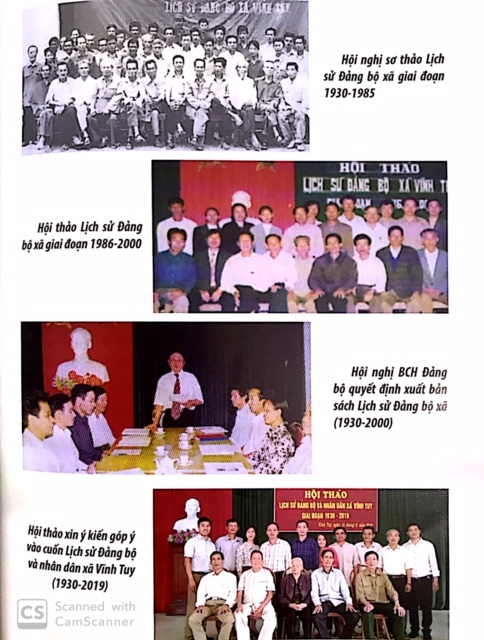 LỊCH SỬ ĐẢNG BỘ XÃ VĨNH TUY
Hội nghị sơ thảo Lịch
sử Đảng bộ xã giai đoạn
1930-1985
HỘI THẢO
LỊCH SỬ ĐẢNG BỘ XÃ VĨNH
Hội thảo Lịch sử Đảng
bộ xã giai đoạn 1986-2000
Hội nghị BCH Đảng
bộ quyết định xuất bản
sách Lịch sử Đảng bộ xã
(1930-2000)
HỘI THẢO
LỊCH SỬ ĐẢNG BỘ VÀ NHÂN DÂN XÃ VĨNH TUY
GIAI ĐOẠN 1930 - 2019
Hội thảo xin ý kiến góp ý
vào cuốn Lịch sử Đảng bộ
và nhân dân xã Vĩnh Tuy
(1930-2019)
CS Scanned with
CamScanner